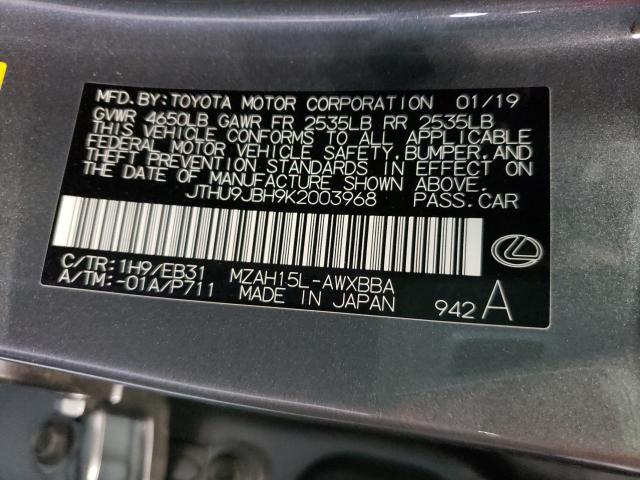 MFD.BY:TOYOTA MOTOR CORPORATION 01/19
GVWR 4650LB GAWR FR 2535LB RR 2535LB
THIS VEHICLE CONFORMS TO ALL APPLICABLE
FEDERAL MOTOR VEHICLE SAFETY,BUMPER,AND
THEFT PREVENTION STANDARDS IN EFFECT ON
THE DATE OF MANUFACTURE SHOWN ABOVE.
JTHU9JBH9K2003968 PASS.CAR
C/TR:1H9/EB31 MZAH15L-AWXBBA
A/TM:-01A/P711 MADE IN JAPAN 942 A